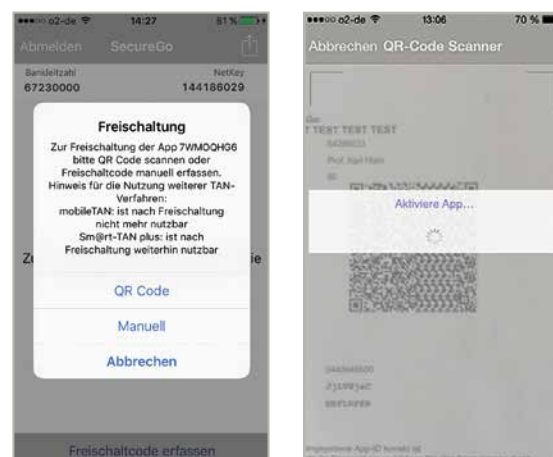 o2-de 14:27 81 %
Abmelden SecureGo
Bankleitzahl NetKey
67230000 144186029
Freischaltung
Zur Freischaltung der App 7WMOQHG6
bitte QR Code scannen oder
Freischaltcode manuell erfassen.
Hinweis für die Nutzung weiterer TAN-
Verfahren:
mobileTAN: ist nach Freischaltung
nicht mehr nutzbar
Sm@rt-TAN plus: ist nach
Freischaltung weiterhin nutzbar
QR Code
Manuell
Abbrechen
Freischaltcode erfassen
o2-de 13:06 70 %
Abbrechen QR-Code Scanner
TEST TEST TEST
Aktiviere App...